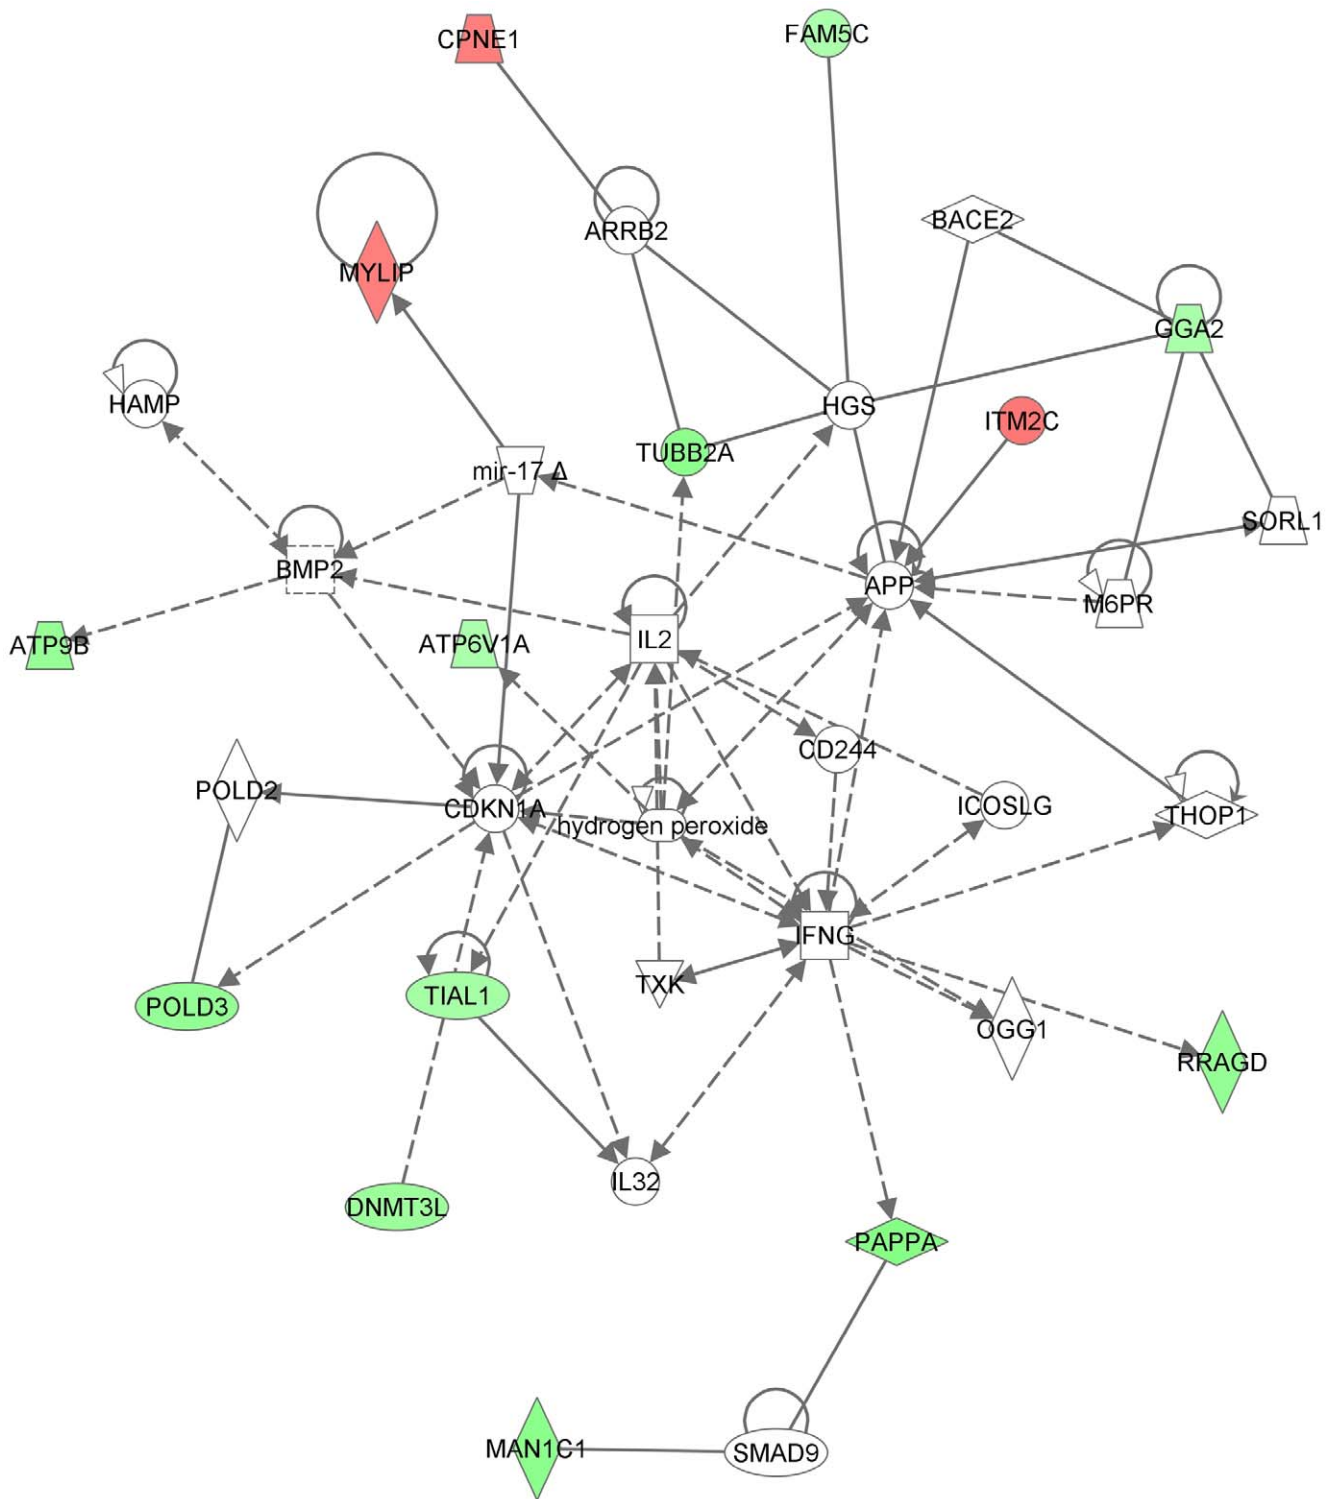 CPNE1
FAM5C
ARRB2
BACE2
MYLIP
GGA2
HAMP
HGS
ITM2C
TUBB2A
mir-17 Δ
SORL1
BMP2
APP
M6PR
ATP9B
ATP6V1A
IL2
CD244
POLD2
CDKN1A
hydrogen peroxide
ICOSLG
THOP1
IFNG
POLD3
TIAL1
TXK
OGG1
RRAGD
IL32
DNMT3L
PAPPA
MAN1C1
SMAD9